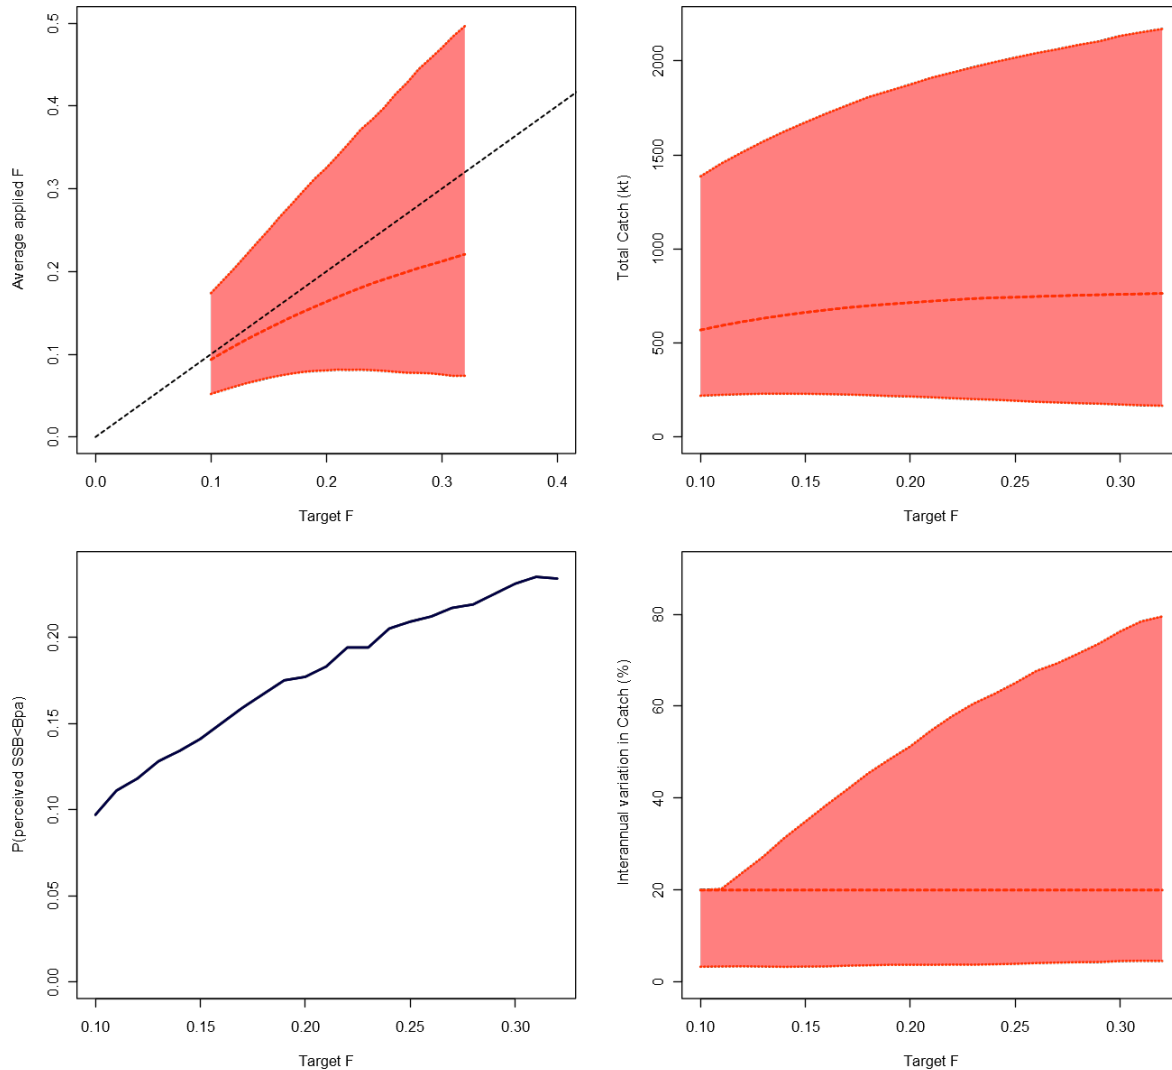 0.0 0.1 0.2 0.3 0.4 0.5
Average applied F
0.0 0.1 0.2 0.3 0.4
Target F
0 500 1000 1500 2000
Total Catch (kt)
0.10 0.15 0.20 0.25 0.30
Target F
0.00 0.05 0.10 0.15 0.20
P(perceived SSB<Bpa)
0.10 0.15 0.20 0.25 0.30
Target F
0 20 40 60 80
Interannual variation in Catch (%)
0.10 0.15 0.20 0.25 0.30
Target F